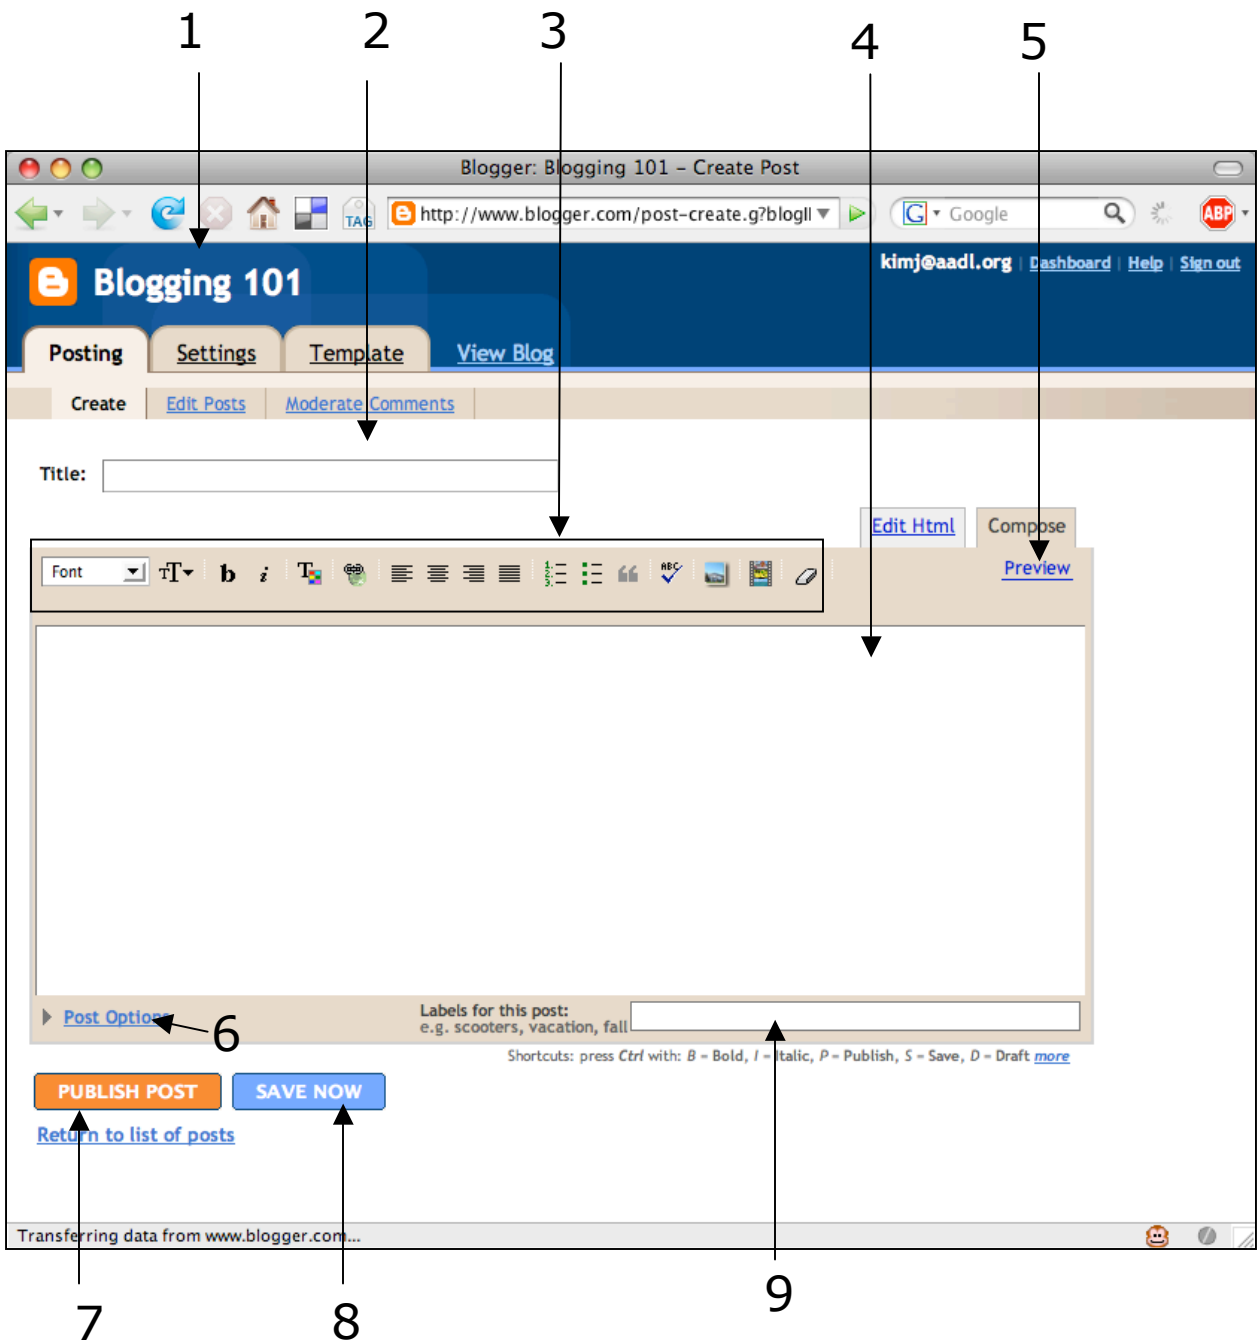 1 2 3 4 5
Blogger: Blogging 101 – Create Post
TAG http://www.blogger.com/post-create.g?blogI G Google ABP
kimj@aadl.org | Dashboard | Help | Sign out
Blogging 101
Posting Settings Template View Blog
Create Edit Posts Moderate Comments
Title:
Edit Html Compose
Font b i ABC Preview
Post Options 6 Labels for this post:
e.g. scooters, vacation, fall
Shortcuts: press Ctrl with: B = Bold, I = Italic, P = Publish, S = Save, D = Draft more
PUBLISH POST SAVE NOW
Return to list of posts
Transferring data from www.blogger.com...
7 8 9